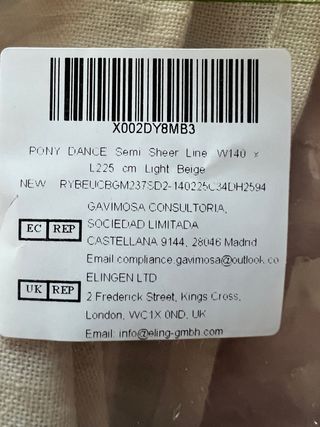 X002DY8MB3
PONY DANCE Semi Sheer Line W140 x
L225 cm Light Beige
NEW RYBEUCBGM237SD2-140225C34DH2594
GAVIMOSA CONSULTORIA,
SOCIEDAD LIMITADA
EC REP
CASTELLANA 9144, 28046 Madrid
Email compliance.gavimosa@outlook.co
ELINGEN LTD
UK REP
2 Frederick Street, Kings Cross,
London, WC1X 0ND, UK
Email: info@eling-gmbh.com